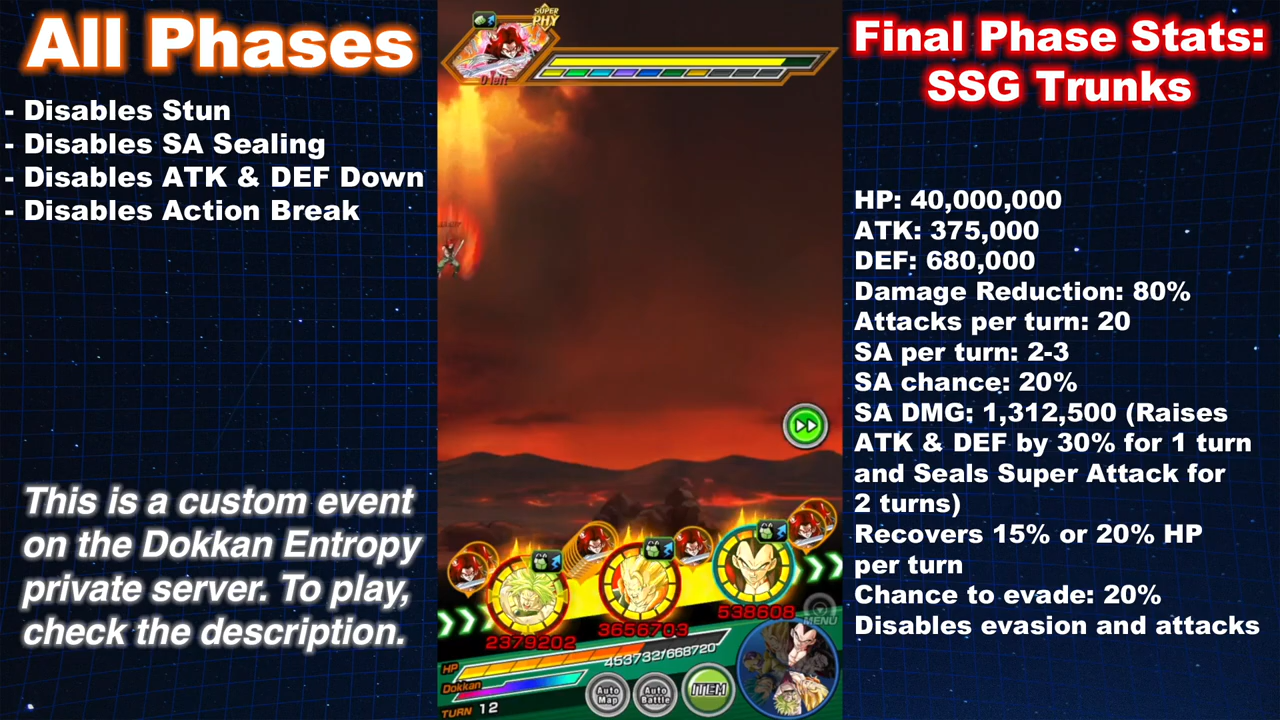 All Phases
- Disables Stun
- Disables SA Sealing
- Disables ATK & DEF Down
- Disables Action Break
This is a custom event
on the Dokkan Entropy
private server. To play,
check the description.
SUPER
PHY
0 left
2379202
3656703
538608
MENU
HP
453732/668720
Dokkan
Auto
Map
Auto
Battle
ITEM
TURN 12
Final Phase Stats:
SSG Trunks
HP: 40,000,000
ATK: 375,000
DEF: 680,000
Damage Reduction: 80%
Attacks per turn: 20
SA per turn: 2-3
SA chance: 20%
SA DMG: 1,312,500 (Raises
ATK & DEF by 30% for 1 turn
and Seals Super Attack for
2 turns)
Recovers 15% or 20% HP
per turn
Chance to evade: 20%
Disables evasion and attacks